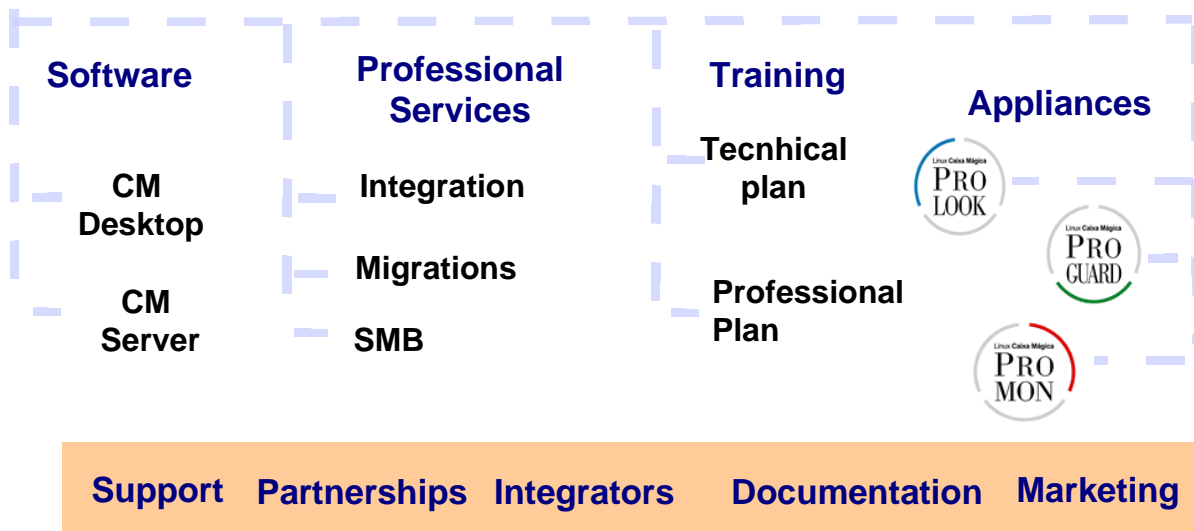 Software
CM
Desktop
CM
Server
Professional
Services
Integration
Migrations
SMB
Training
Tecnhical
plan
Professional
Plan
Appliances
Linux Caixa Mágica
PRO
LOOK
Linux Caixa Mágica
PRO
GUARD
Linux Caixa Mágica
PRO
MON
Support Partnerships Integrators Documentation Marketing